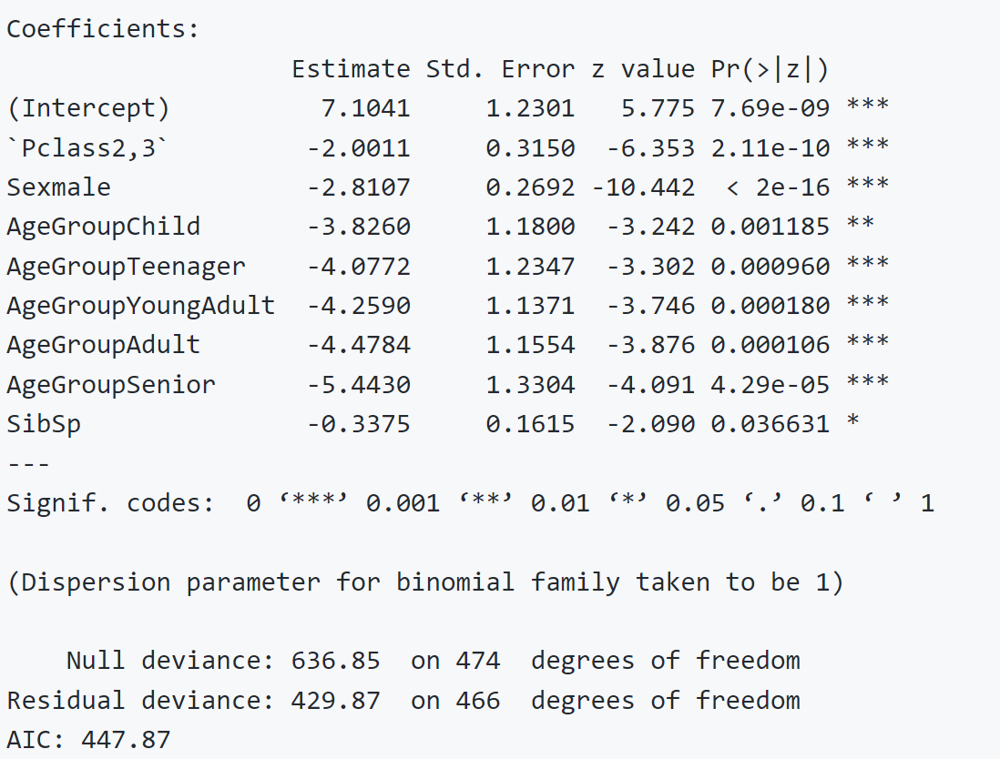 Coefficients:
                   Estimate Std. Error z value Pr(>|z|)
(Intercept)          7.1041     1.2301   5.775 7.69e-09 ***
`Pclass2,3`         -2.0011     0.3150  -6.353 2.11e-10 ***
Sexmale             -2.8107     0.2692 -10.442  < 2e-16 ***
AgeGroupChild       -3.8260     1.1800  -3.242 0.001185 **
AgeGroupTeenager    -4.0772     1.2347  -3.302 0.000960 ***
AgeGroupYoungAdult  -4.2590     1.1371  -3.746 0.000180 ***
AgeGroupAdult       -4.4784     1.1554  -3.876 0.000106 ***
AgeGroupSenior      -5.4430     1.3304  -4.091 4.29e-05 ***
SibSp               -0.3375     0.1615  -2.090 0.036631 *
---
Signif. codes:  0 ‘***’ 0.001 ‘**’ 0.01 ‘*’ 0.05 ‘.’ 0.1 ‘ ’ 1
(Dispersion parameter for binomial family taken to be 1)
    Null deviance: 636.85  on 474  degrees of freedom
Residual deviance: 429.87  on 466  degrees of freedom
AIC: 447.87